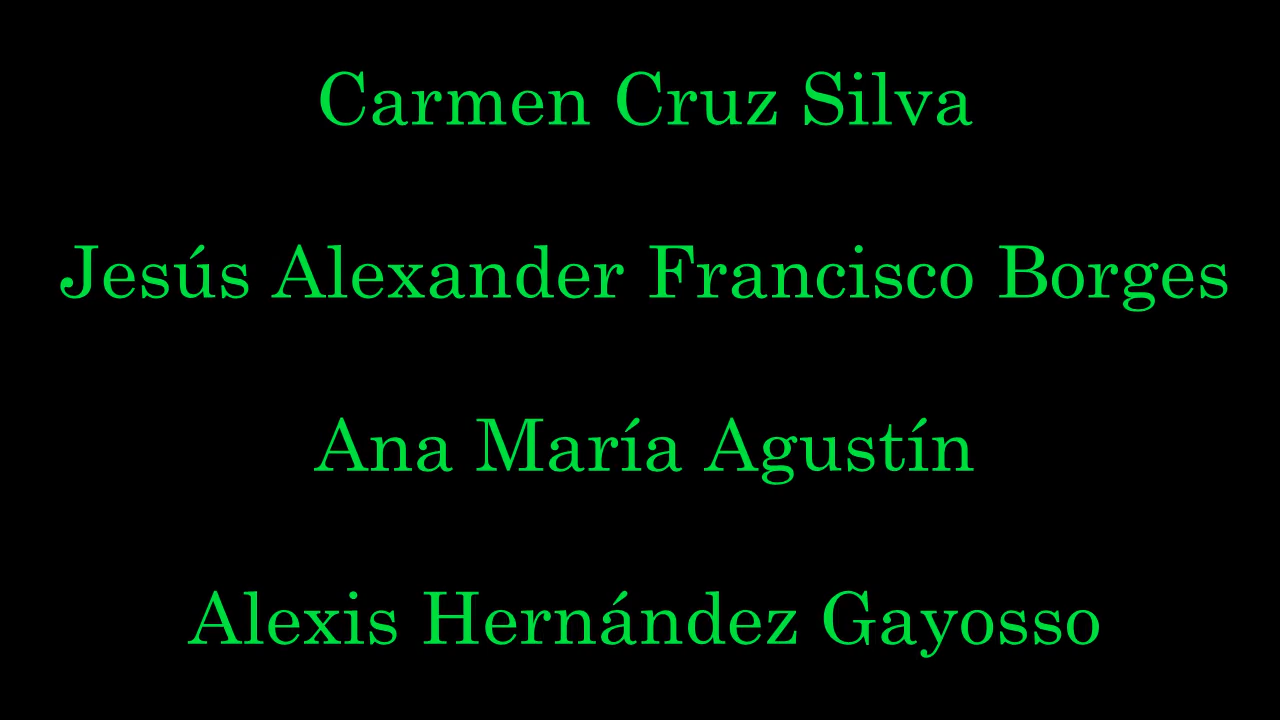 Carmen Cruz Silva
Jesús Alexander Francisco Borges
Ana María Agustín
Alexis Hernández Gayosso